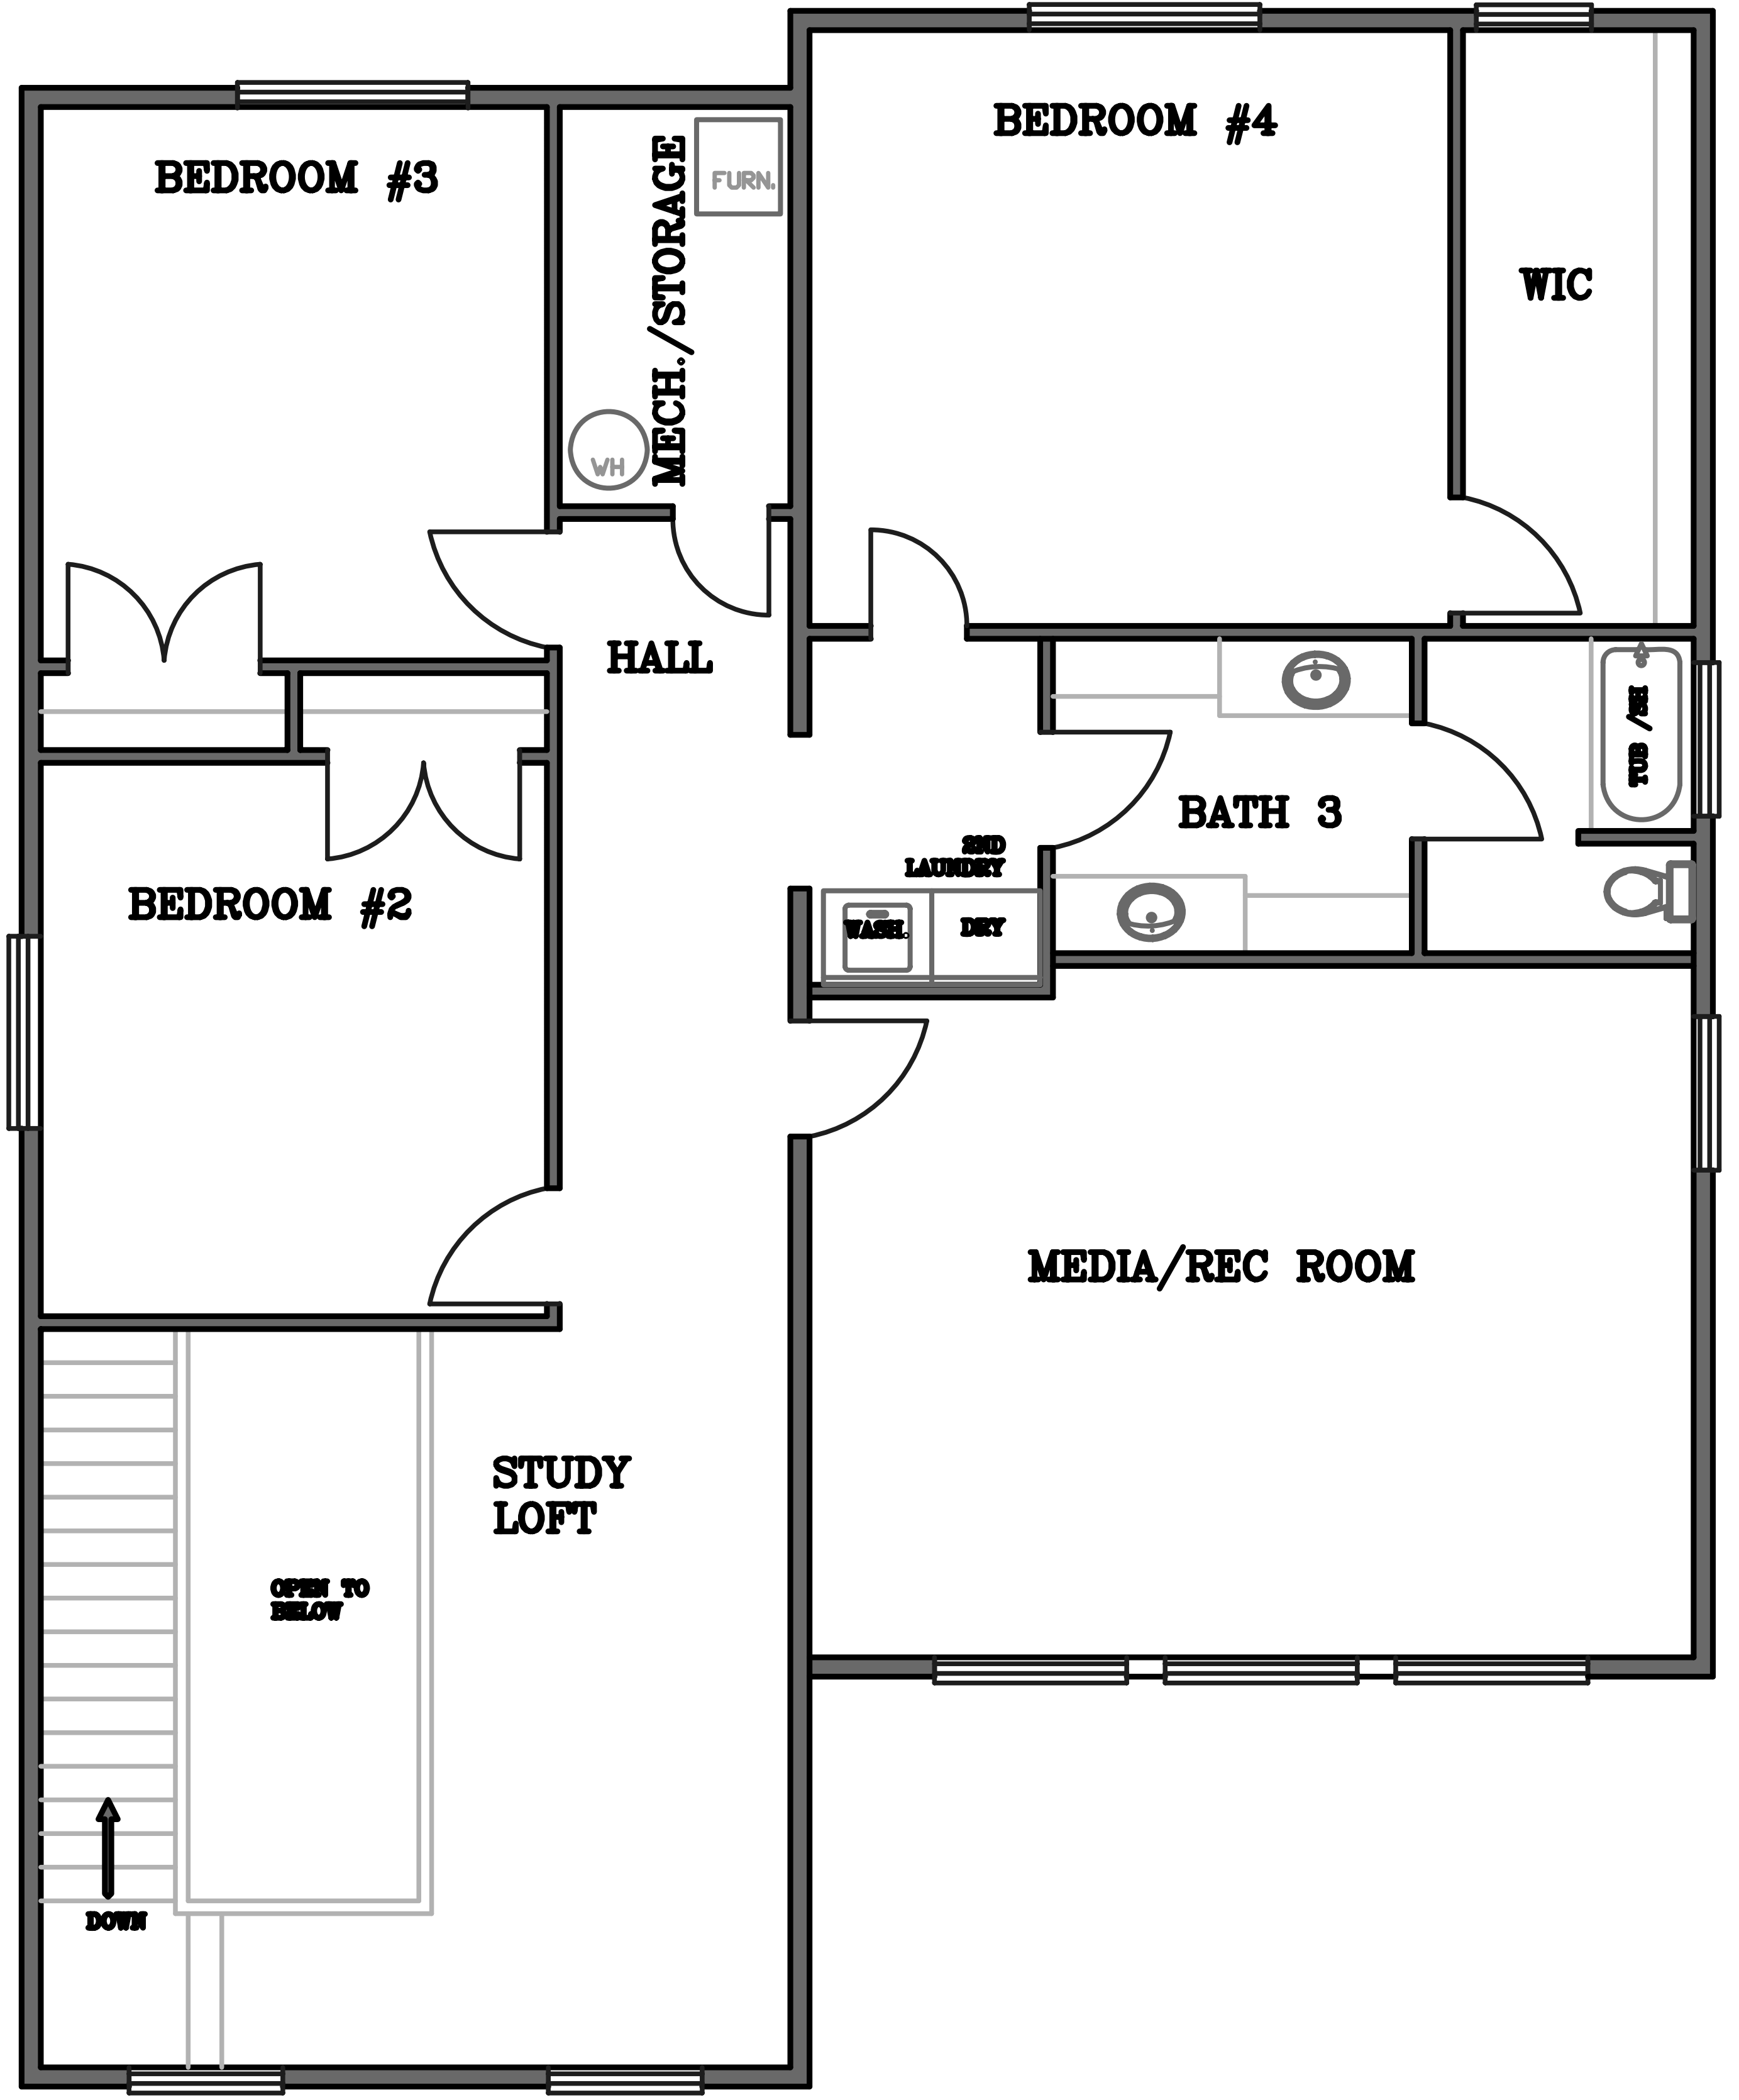 BEDROOM #4
BEDROOM #3
MECH./STORAGE
FURN.
WIC
WH
HALL
TUB /SH
BATH 3
2ND
LAUNDRY
BEDROOM #2
WASH.
DRY
MEDIA/REC ROOM
STUDY
LOFT
OPEN TO
BELOW
DOWN